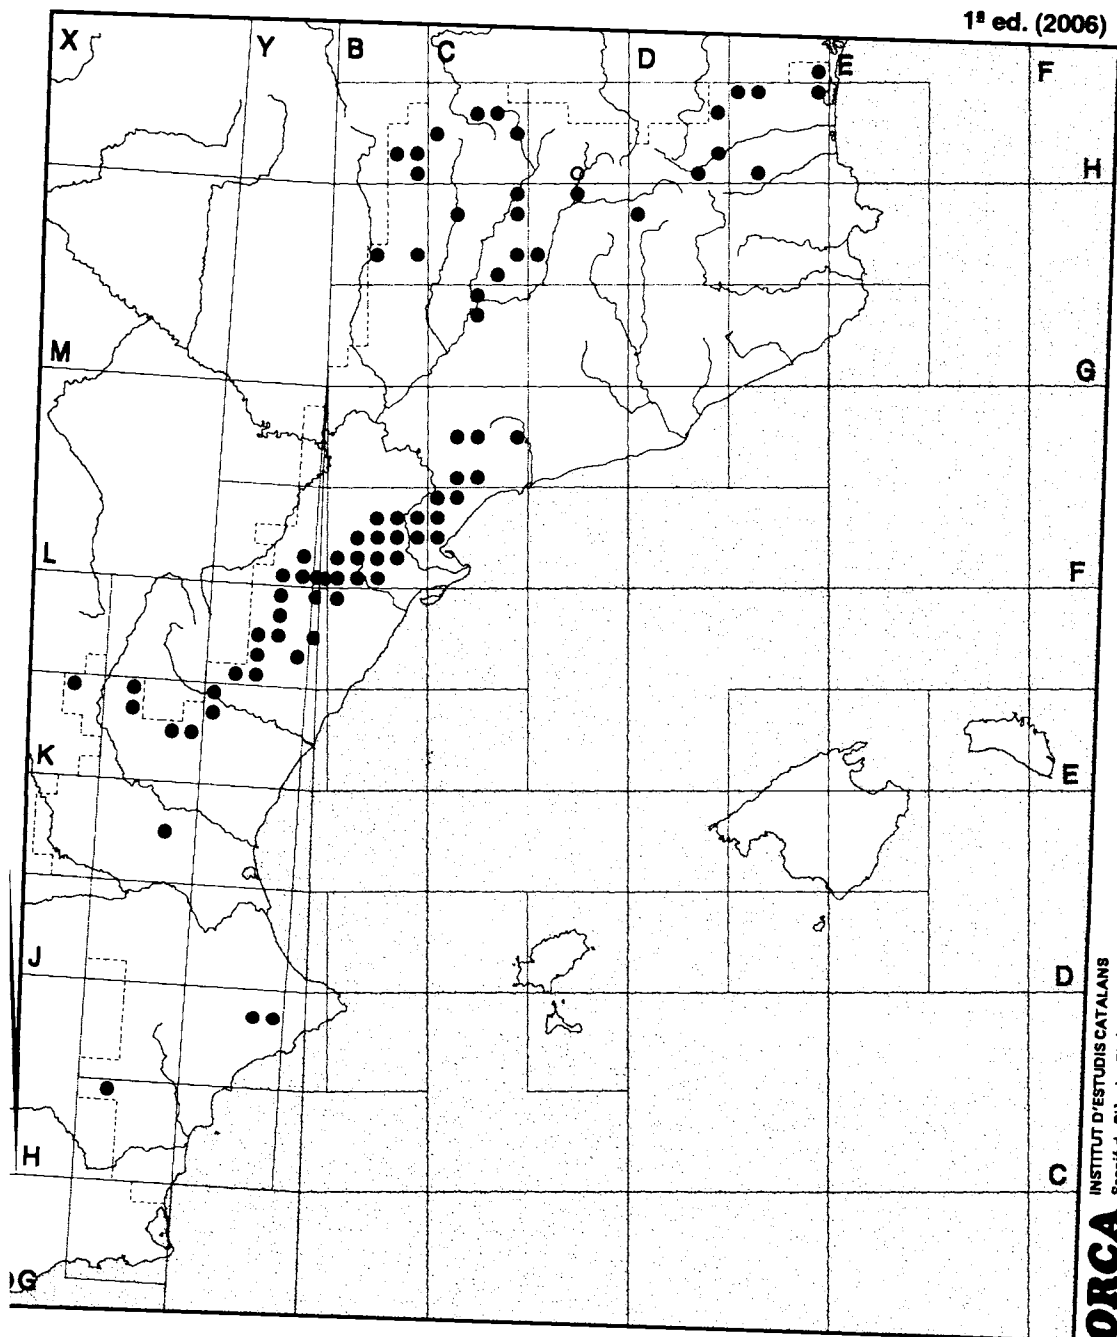 1ª ed. (2006)
X Y B C D E F
H
M G
L F
K E
J D
H C
G
ORCA INSTITUT D'ESTUDIS CATALANS